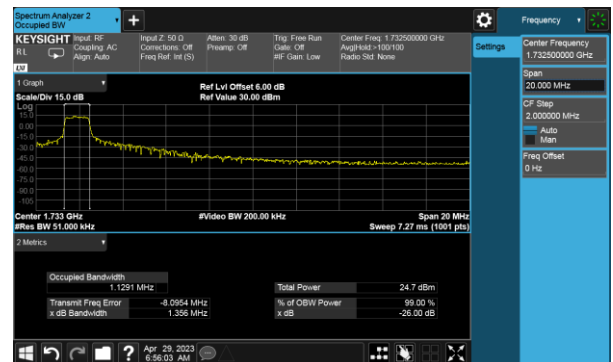 Spectrum Analyzer 2
Occupied BW
Frequency
KEYSIGHT
RL
LXI
Input: RF
Coupling: AC
Align: Auto
Input Z: 50 Ω
Corrections: Off
Freq Ref: Int (S)
Atten: 30 dB
Preamp: Off
Trig: Free Run
Gate: Off
#IF Gain: Low
Center Freq: 1.732500000 GHz
Avg|Hold:>100/100
Radio Std: None
Settings
Center Frequency
1.732500000 GHz
Span
20.000 MHz
CF Step
2.000000 MHz
Auto
Man
Freq Offset
0 Hz
1 Graph
Ref Lvl Offset 6.00 dB
Scale/Div 15.0 dB
Ref Value 30.00 dBm
Log
15.0
0.00
-15.0
-30.0
-45.0
-60.0
-75.0
-90.0
-105
Center 1.733 GHz
#Video BW 200.00 kHz
Span 20 MHz
#Res BW 51.000 kHz
Sweep 7.27 ms (1001 pts)
2 Metrics
Occupied Bandwidth
1.1291 MHz
Total Power
24.7 dBm
Transmit Freq Error
-8.0954 MHz
% of OBW Power
99.00 %
x dB Bandwidth
1.356 MHz
x dB
-26.00 dB
?
Apr 29, 2023
6:56:03 AM